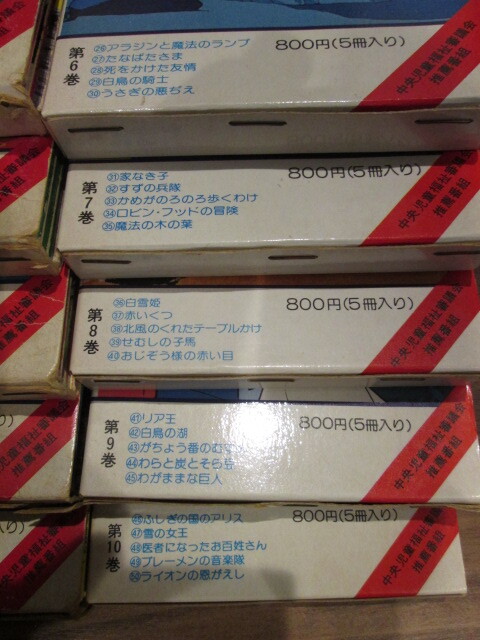 第6巻
㉖アラジンと魔法のランプ
㉗たなばたさま
㉘死をかけた友情
㉙白鳥の騎士
㉚うさぎの悪ぢえ
800円(5冊入り)
中央児童福祉審議会
推薦番組
第7巻
㉛家なき子
㉜すずの兵隊
㉝かめがのろのろ歩くわけ
㉞ロビン・フッドの冒険
㉟魔法の木の葉
800円(5冊入り)
中央児童福祉審議会
推薦番組
第8巻
㊱白雪姫
㊲赤いくつ
㊳北風のくれたテーブルかけ
㊴せむしの子馬
㊵おじぞう様の赤い目
800円(5冊入り)
中央児童福祉審議会
推薦番組
第9巻
㊶リア王
㊷白鳥の湖
㊸がちょう番のむすめ
㊹わらと炭とそら豆
㊺わがままな巨人
800円(5冊入り)
中央児童福祉審議会
推薦番組
第10巻
㊻ふしぎの国のアリス
㊼雪の女王
㊽医者になったお百姓さん
㊾ブレーメンの音楽隊
㊿ライオンの恩がえし
800円(5冊入り)
中央児童福祉審議会
推薦番組